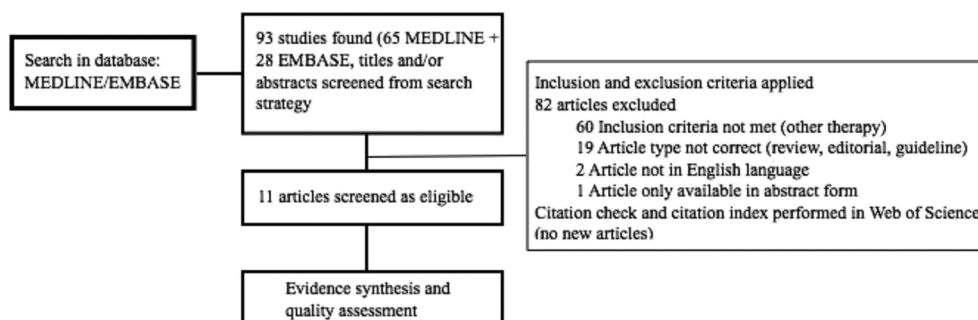 Search in database:
MEDLINE/EMBASE
93 studies found (65 MEDLINE +
28 EMBASE, titles and/or
abstracts screened from search
strategy
Inclusion and exclusion criteria applied
82 articles excluded
60 Inclusion criteria not met (other therapy)
19 Article type not correct (review, editorial, guideline)
2 Article not in English language
1 Article only available in abstract form
Citation check and citation index performed in Web of Science
(no new articles)
11 articles screened as eligible
Evidence synthesis and
quality assessment